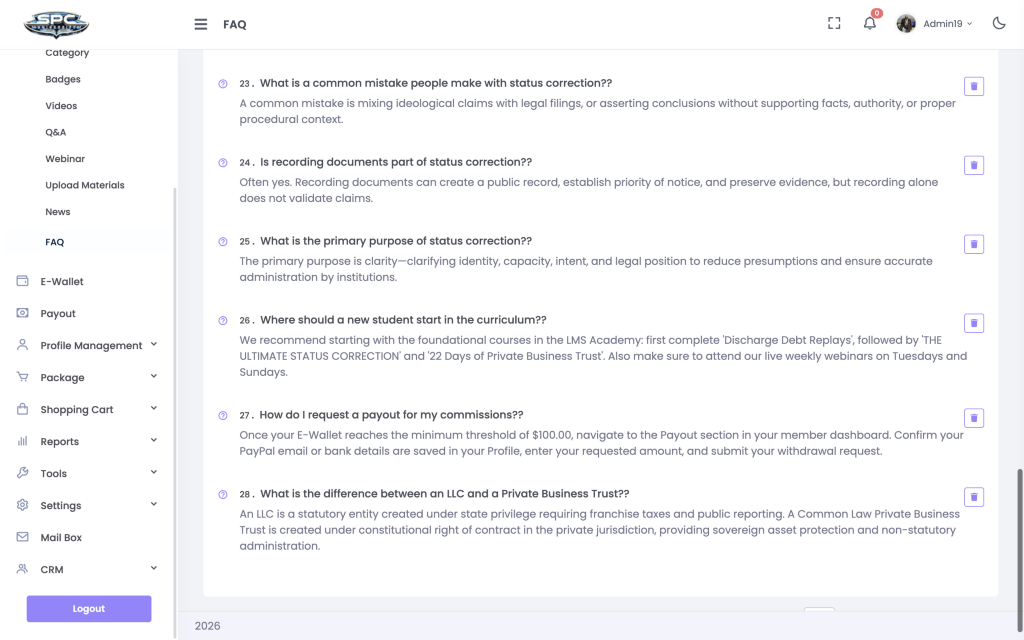 SPC
FAQ
0
Admin19
Category
Badges
Videos
Q&A
Webinar
Upload Materials
News
FAQ
E-Wallet
Payout
Profile Management
Package
Shopping Cart
Reports
Tools
Settings
Mail Box
CRM
Logout
23 . What is a common mistake people make with status correction??
A common mistake is mixing ideological claims with legal filings, or asserting conclusions without supporting facts, authority, or proper
procedural context.
24 . Is recording documents part of status correction??
Often yes. Recording documents can create a public record, establish priority of notice, and preserve evidence, but recording alone
does not validate claims.
25 . What is the primary purpose of status correction??
The primary purpose is clarity—clarifying identity, capacity, intent, and legal position to reduce presumptions and ensure accurate
administration by institutions.
26 . Where should a new student start in the curriculum??
We recommend starting with the foundational courses in the LMS Academy: first complete 'Discharge Debt Replays', followed by 'THE
ULTIMATE STATUS CORRECTION' and '22 Days of Private Business Trust'. Also make sure to attend our live weekly webinars on Tuesdays and
Sundays.
27 . How do I request a payout for my commissions??
Once your E-Wallet reaches the minimum threshold of $100.00, navigate to the Payout section in your member dashboard. Confirm your
PayPal email or bank details are saved in your Profile, enter your requested amount, and submit your withdrawal request.
28 . What is the difference between an LLC and a Private Business Trust??
An LLC is a statutory entity created under state privilege requiring franchise taxes and public reporting. A Common Law Private Business
Trust is created under constitutional right of contract in the private jurisdiction, providing sovereign asset protection and non-statutory
administration.
2026